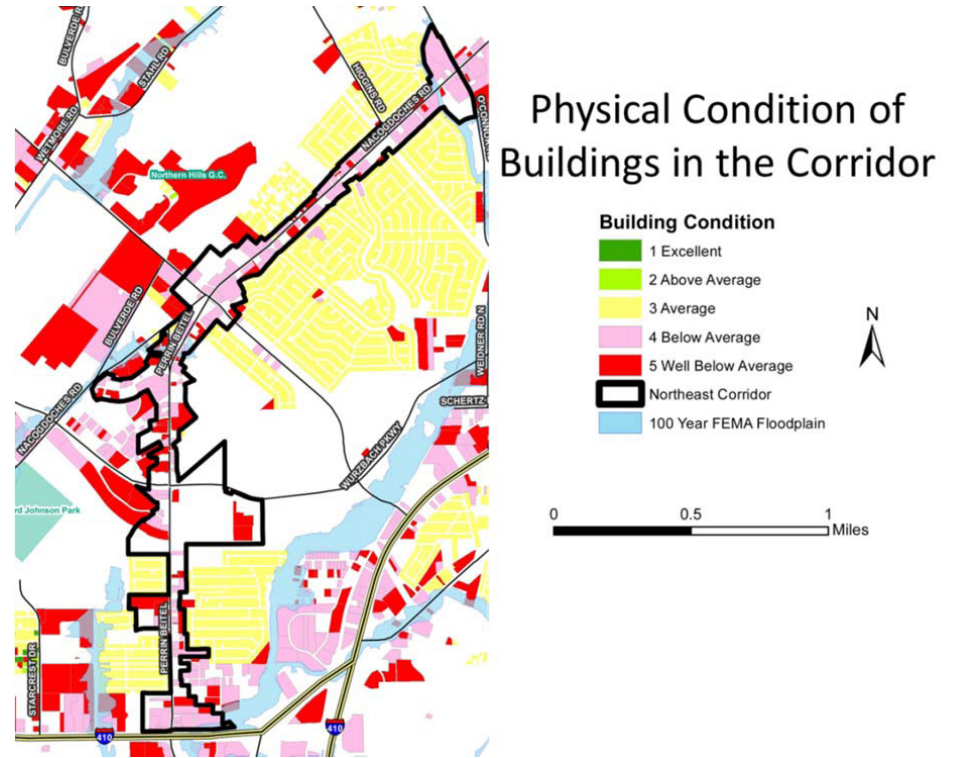 BULVERDE R
STAHL RD
WETMORE RD
HIGGINS RD
NACOGDOCHES RD
O'CONNOR
Northern Hills G.C.
BULVERDE RD
PERRIN BEITEL
WEIDNER RD N
NACOGDOCHES RD
SCHERTZ
WURZBACH PKWY
rd Johnson Park
PERRIN BEITEL
STARCREST DR
410
410
Physical Condition of
Buildings in the Corridor
Building Condition
1 Excellent
2 Above Average
3 Average
4 Below Average
5 Well Below Average
Northeast Corridor
100 Year FEMA Floodplain
N
0 0.5 1
Miles